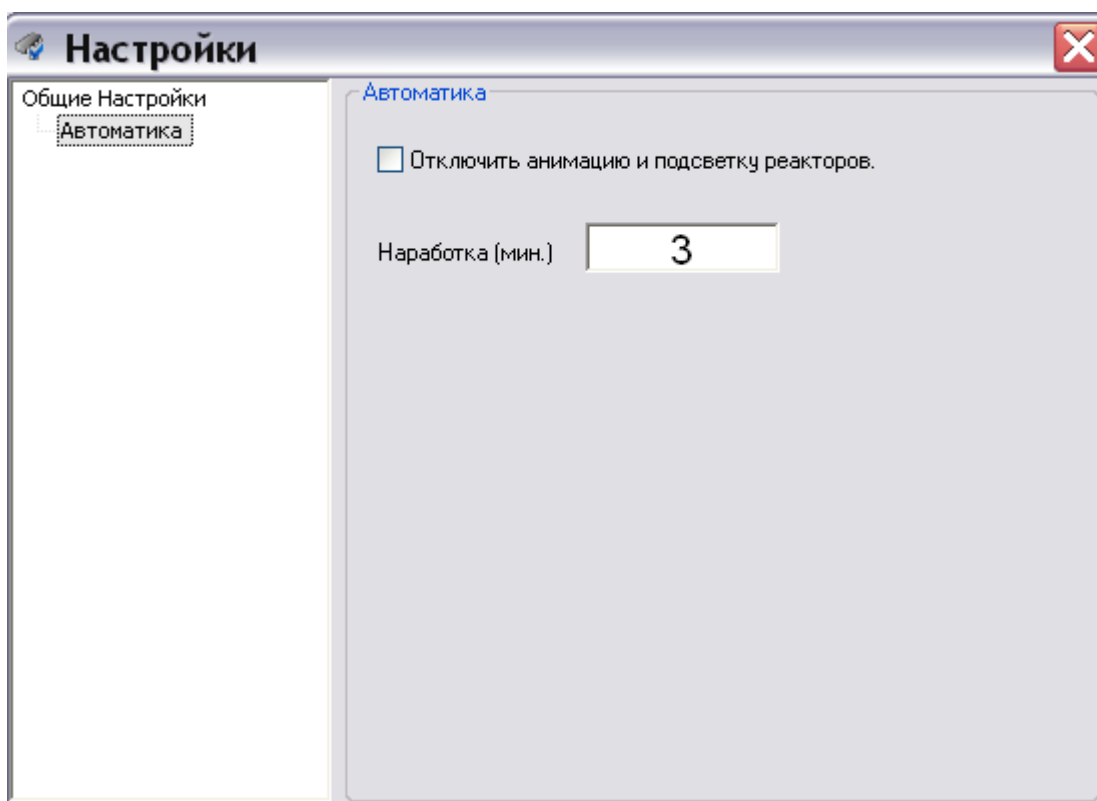 Настройки
Общие Настройки
Автоматика
Автоматика
Отключить анимацию и подсветку реакторов.
Наработка (мин.)
3